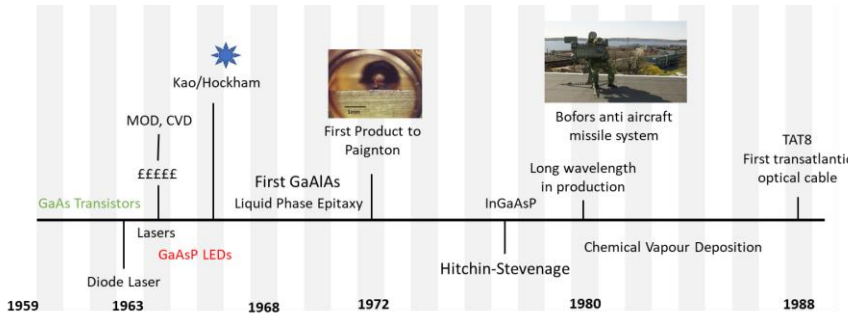 Kao/Hockham
MOD, CVD
£££££
First Product to
Paignton
Bofors anti aircraft
missile system
TAT8
First transatlantic
optical cable
Long wavelength
in production
First GaAlAs
Liquid Phase Epitaxy
GaAs Transistors
InGaAsP
Lasers
GaAsP LEDs
Diode Laser
Hitchin-Stevenage
Chemical Vapour Deposition
1959
1963
1968
1972
1980
1988